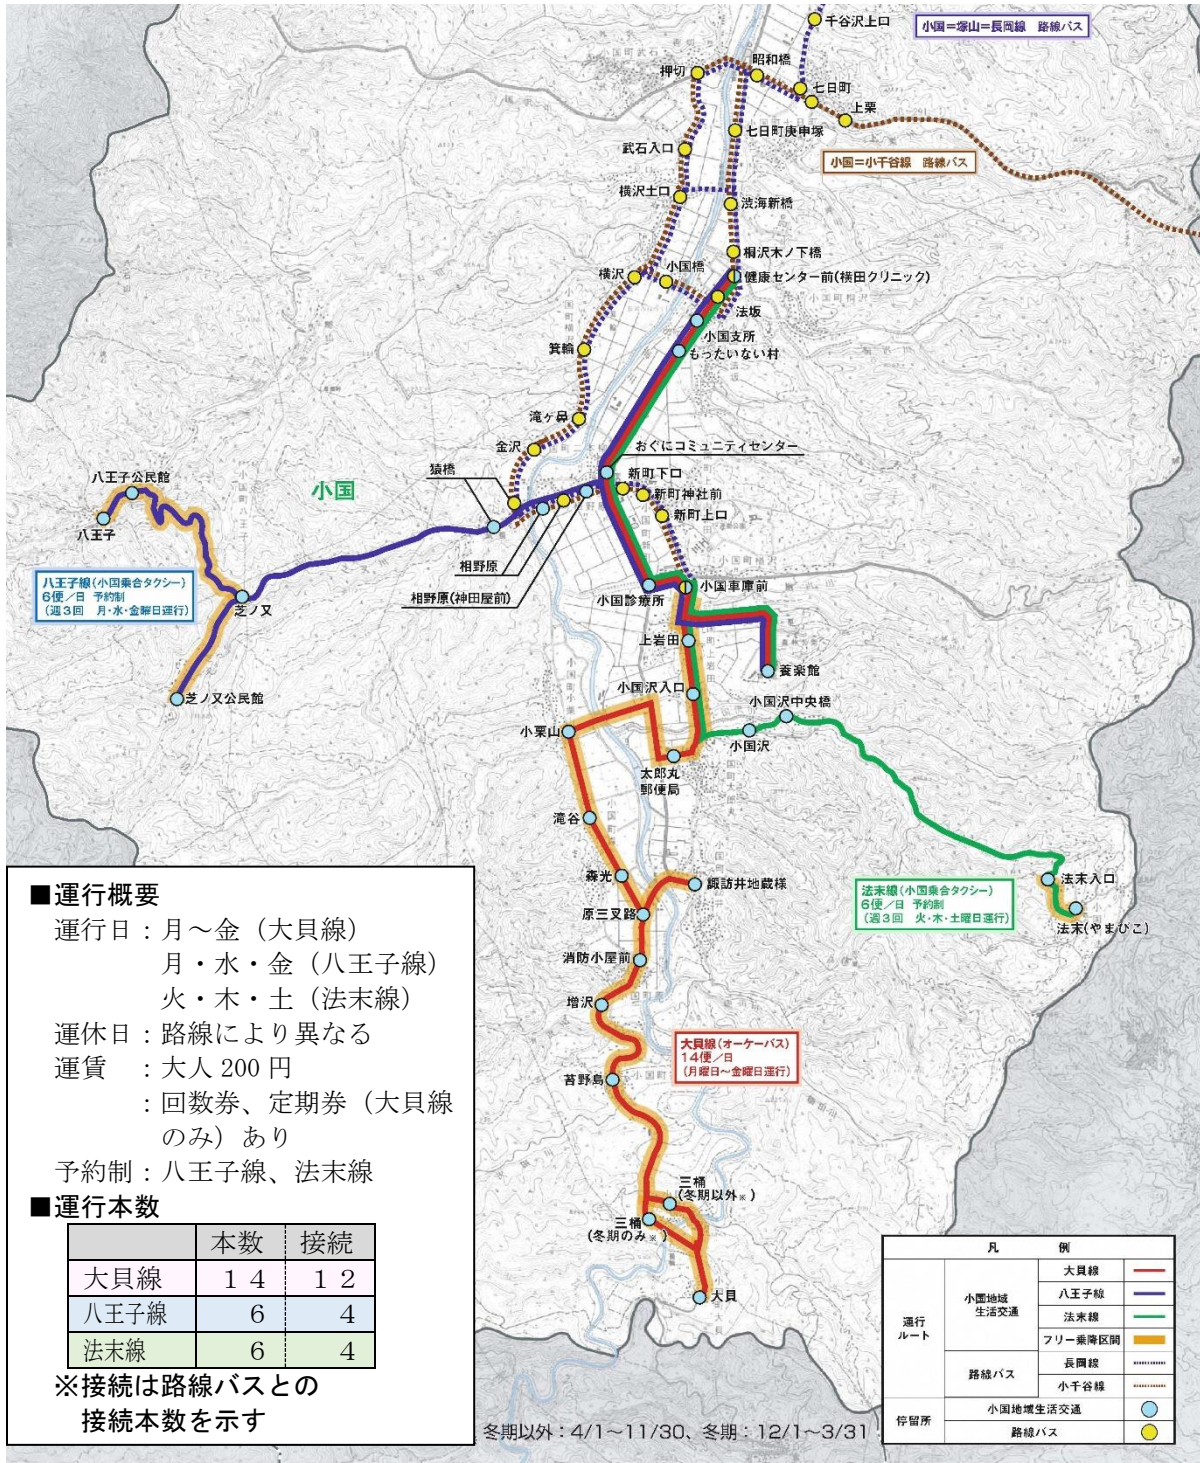 千谷沢上口
小国＝塚山＝長岡線　路線バス
昭和橋
押切
七日町
上栗
七日町庚申塚
武石入口
小国＝小千谷線　路線バス
横沢土口
渋海新橋
桐沢木ノ下橋
横沢
小国橋
健康センター前(横田クリニック)
法坂
小国支所
もったいない村
箕輪
滝ヶ鼻
金沢
おぐにコミュニティセンター
猿橋
新町下口
八王子公民館
小国
新町神社前
新町上口
八王子
相野原
八王子線(小国乗合タクシー)
6便／日 予約制
(週3回　月・水・金曜日運行)
芝ノ又
相野原(神田屋前)
小国診療所
小国車庫前
上岩田
養楽館
芝ノ又公民館
小国沢入口
小国沢中央橋
小栗山
小国沢
太郎丸
郵便局
滝谷
森光
諏訪井地蔵様
法末入口
法末線(小国乗合タクシー)
6便／日 予約制
(週3回　火・木・土曜日運行)
原三叉路
法末(やまびこ)
消防小屋前
増沢
大貝線(オーケーバス)
14便／日
(月曜日～金曜日運行)
苔野島
三桶
(冬期以外※)
三桶
(冬期のみ※)
大貝
■運行概要
運行日：月～金（大貝線）
月・水・金（八王子線）
火・木・土（法末線）
運休日：路線により異なる
運賃　：大人 200 円
：回数券、定期券（大貝線
のみ）あり
予約制：八王子線、法末線
■運行本数
本数　接続
大貝線　１４　１２
八王子線　6　4
法末線　6　4
※接続は路線バスとの
接続本数を示す
冬期以外：4/1～11/30、冬期：12/1～3/31
凡　例
運行
ルート
小国地域
生活交通
大貝線
八王子線
法末線
フリー乗降区間
路線バス
長岡線
小千谷線
停留所
小国地域生活交通
路線バス